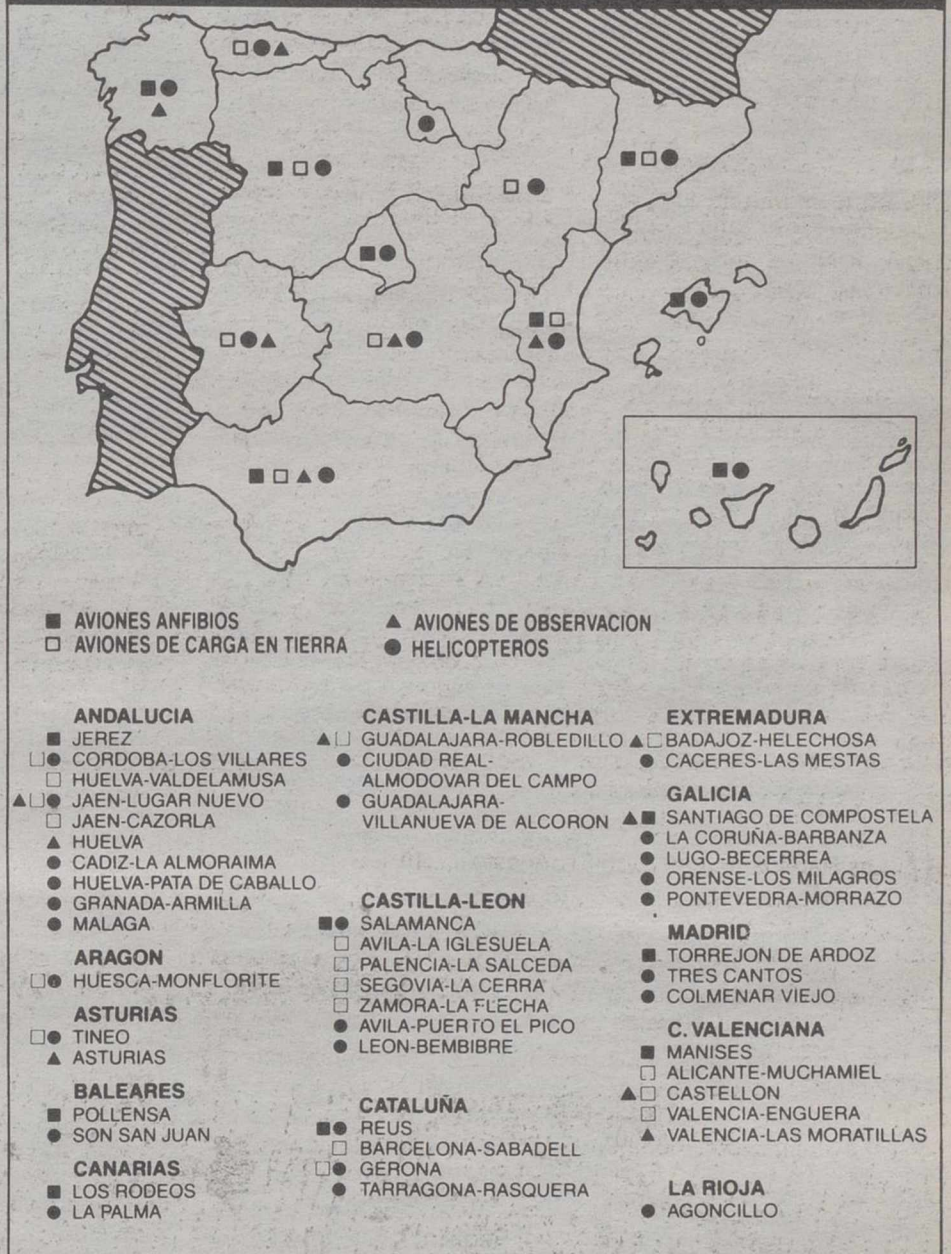 ■ AVIONES ANFIBIOS
□ AVIONES DE CARGA EN TIERRA
▲ AVIONES DE OBSERVACION
● HELICOPTEROS
ANDALUCIA
■ JEREZ
□● CORDOBA-LOS VILLARES
□ HUELVA-VALDELAMUSA
▲□● JAEN-LUGAR NUEVO
□ JAEN-CAZORLA
▲ HUELVA
● CADIZ-LA ALMORAIMA
● HUELVA-PATA DE CABALLO
● GRANADA-ARMILLA
● MALAGA
ARAGON
□● HUESCA-MONFLORITE
ASTURIAS
□● TINEO
▲ ASTURIAS
BALEARES
■ POLLENSA
● SON SAN JUAN
CANARIAS
■ LOS RODEOS
● LA PALMA
CASTILLA-LA MANCHA
▲□ GUADALAJARA-ROBLEDILLO
● CIUDAD REAL-
ALMODOVAR DEL CAMPO
● GUADALAJARA-
VILLANUEVA DE ALCORON
CASTILLA-LEON
■● SALAMANCA
□ AVILA-LA IGLESUELA
□ PALENCIA-LA SALCEDA
□ SEGOVIA-LA CERRA
□ ZAMORA-LA FLECHA
● AVILA-PUERTO EL PICO
● LEON-BEMBIBRE
CATALUÑA
■● REUS
□ BARCELONA-SABADELL
□● GERONA
● TARRAGONA-RASQUERA
EXTREMADURA
▲□ BADAJOZ-HELECHOSA
● CACERES-LAS MESTAS
GALICIA
▲■ SANTIAGO DE COMPOSTELA
● LA CORUÑA-BARBANZA
● LUGO-BECERREA
● ORENSE-LOS MILAGROS
● PONTEVEDRA-MORRAZO
MADRID
■ TORREJON DE ARDOZ
● TRES CANTOS
● COLMENAR VIEJO
C. VALENCIANA
■ MANISES
□ ALICANTE-MUCHAMIEL
▲□ CASTELLON
□ VALENCIA-ENGUERA
▲ VALENCIA-LAS MORATILLAS
LA RIOJA
● AGONCILLO